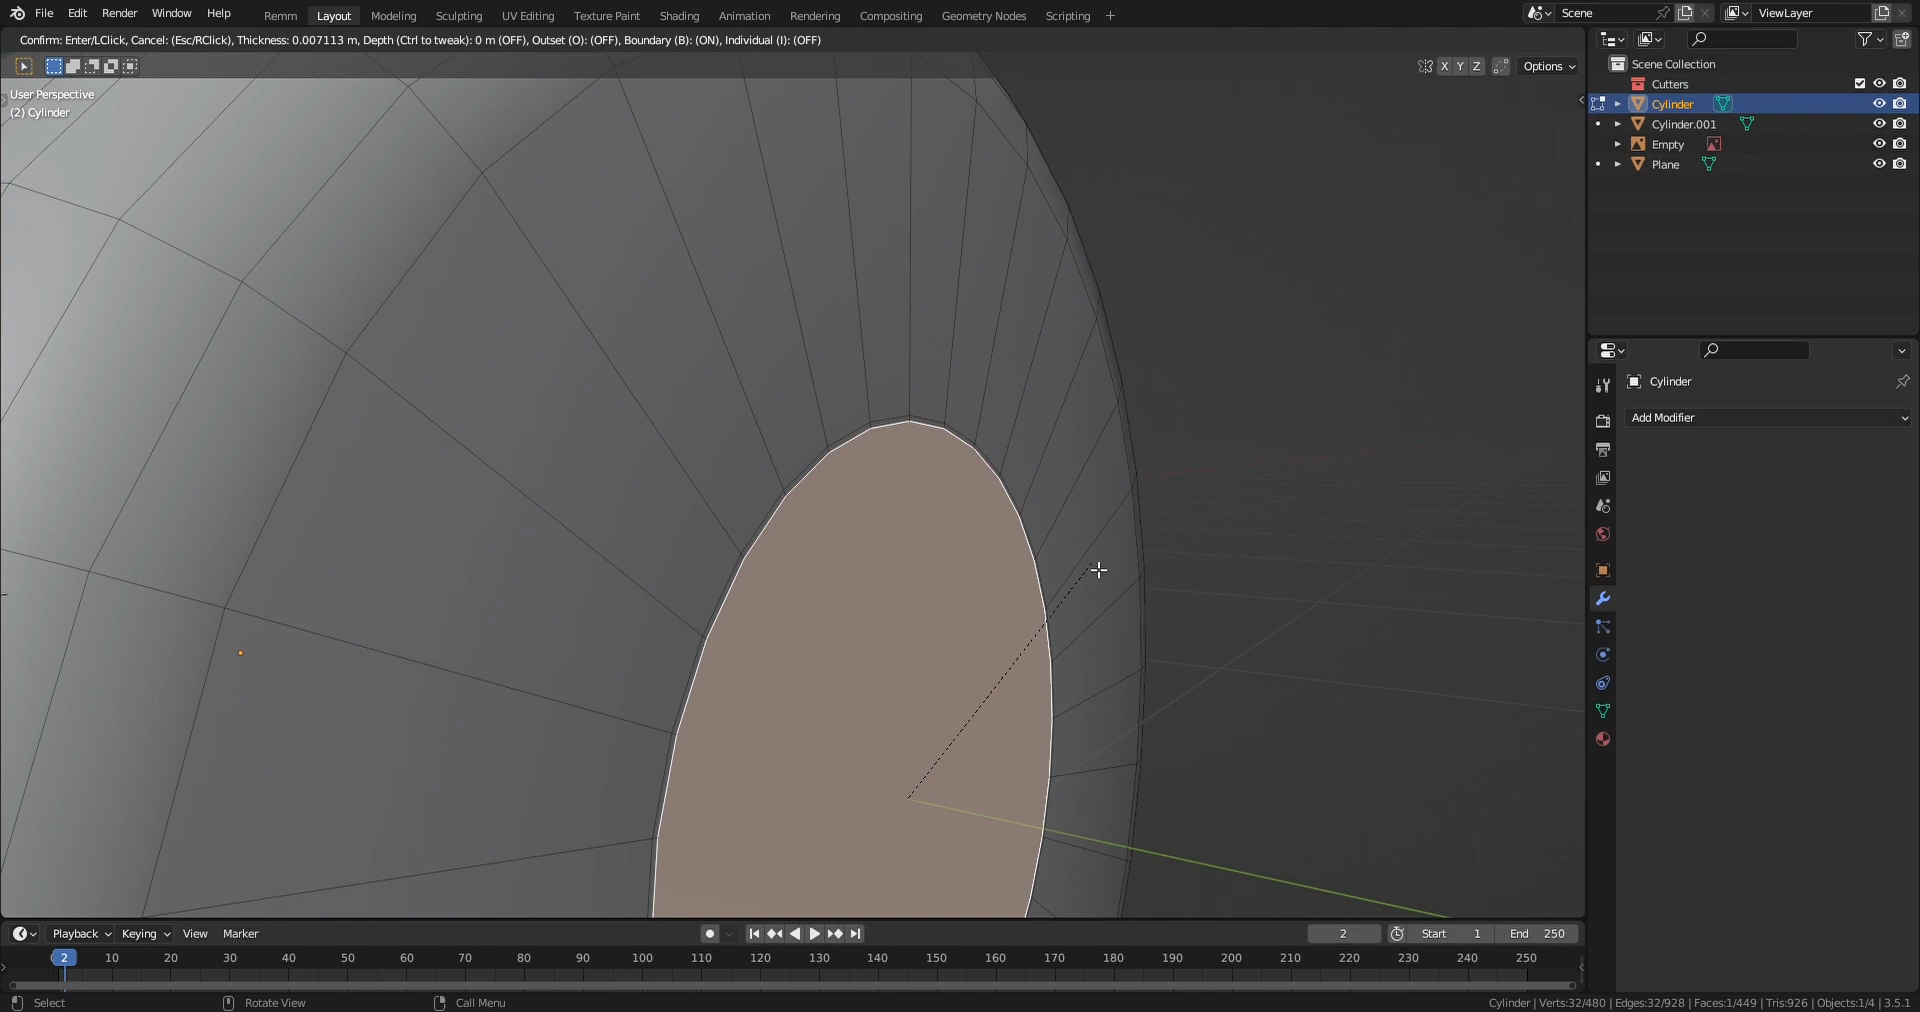 File Edit Render Window Help Remm Layout Modeling Sculpting UV Editing Texture Paint Shading Animation Rendering Compositing Geometry Nodes Scripting + Scene ViewLayer
Confirm: Enter/LClick, Cancel: (Esc/RClick), Thickness: 0.007113 m, Depth (Ctrl to tweak): 0 m (OFF), Outset (O): (OFF), Boundary (B): (ON), Individual (I): (OFF)
X Y Z Options
User Perspective
(2) Cylinder
Scene Collection
Cutters
Cylinder
Cylinder.001
Empty
Plane
Cylinder
Add Modifier
Playback Keying View Marker 2 Start 1 End 250
2 10 20 30 40 50 60 70 80 90 100 110 120 130 140 150 160 170 180 190 200 210 220 230 240 250
Select Rotate View Call Menu Cylinder | Verts:32/480 | Edges:32/928 | Faces:1/449 | Tris:926 | Objects:1/4 | 3.5.1